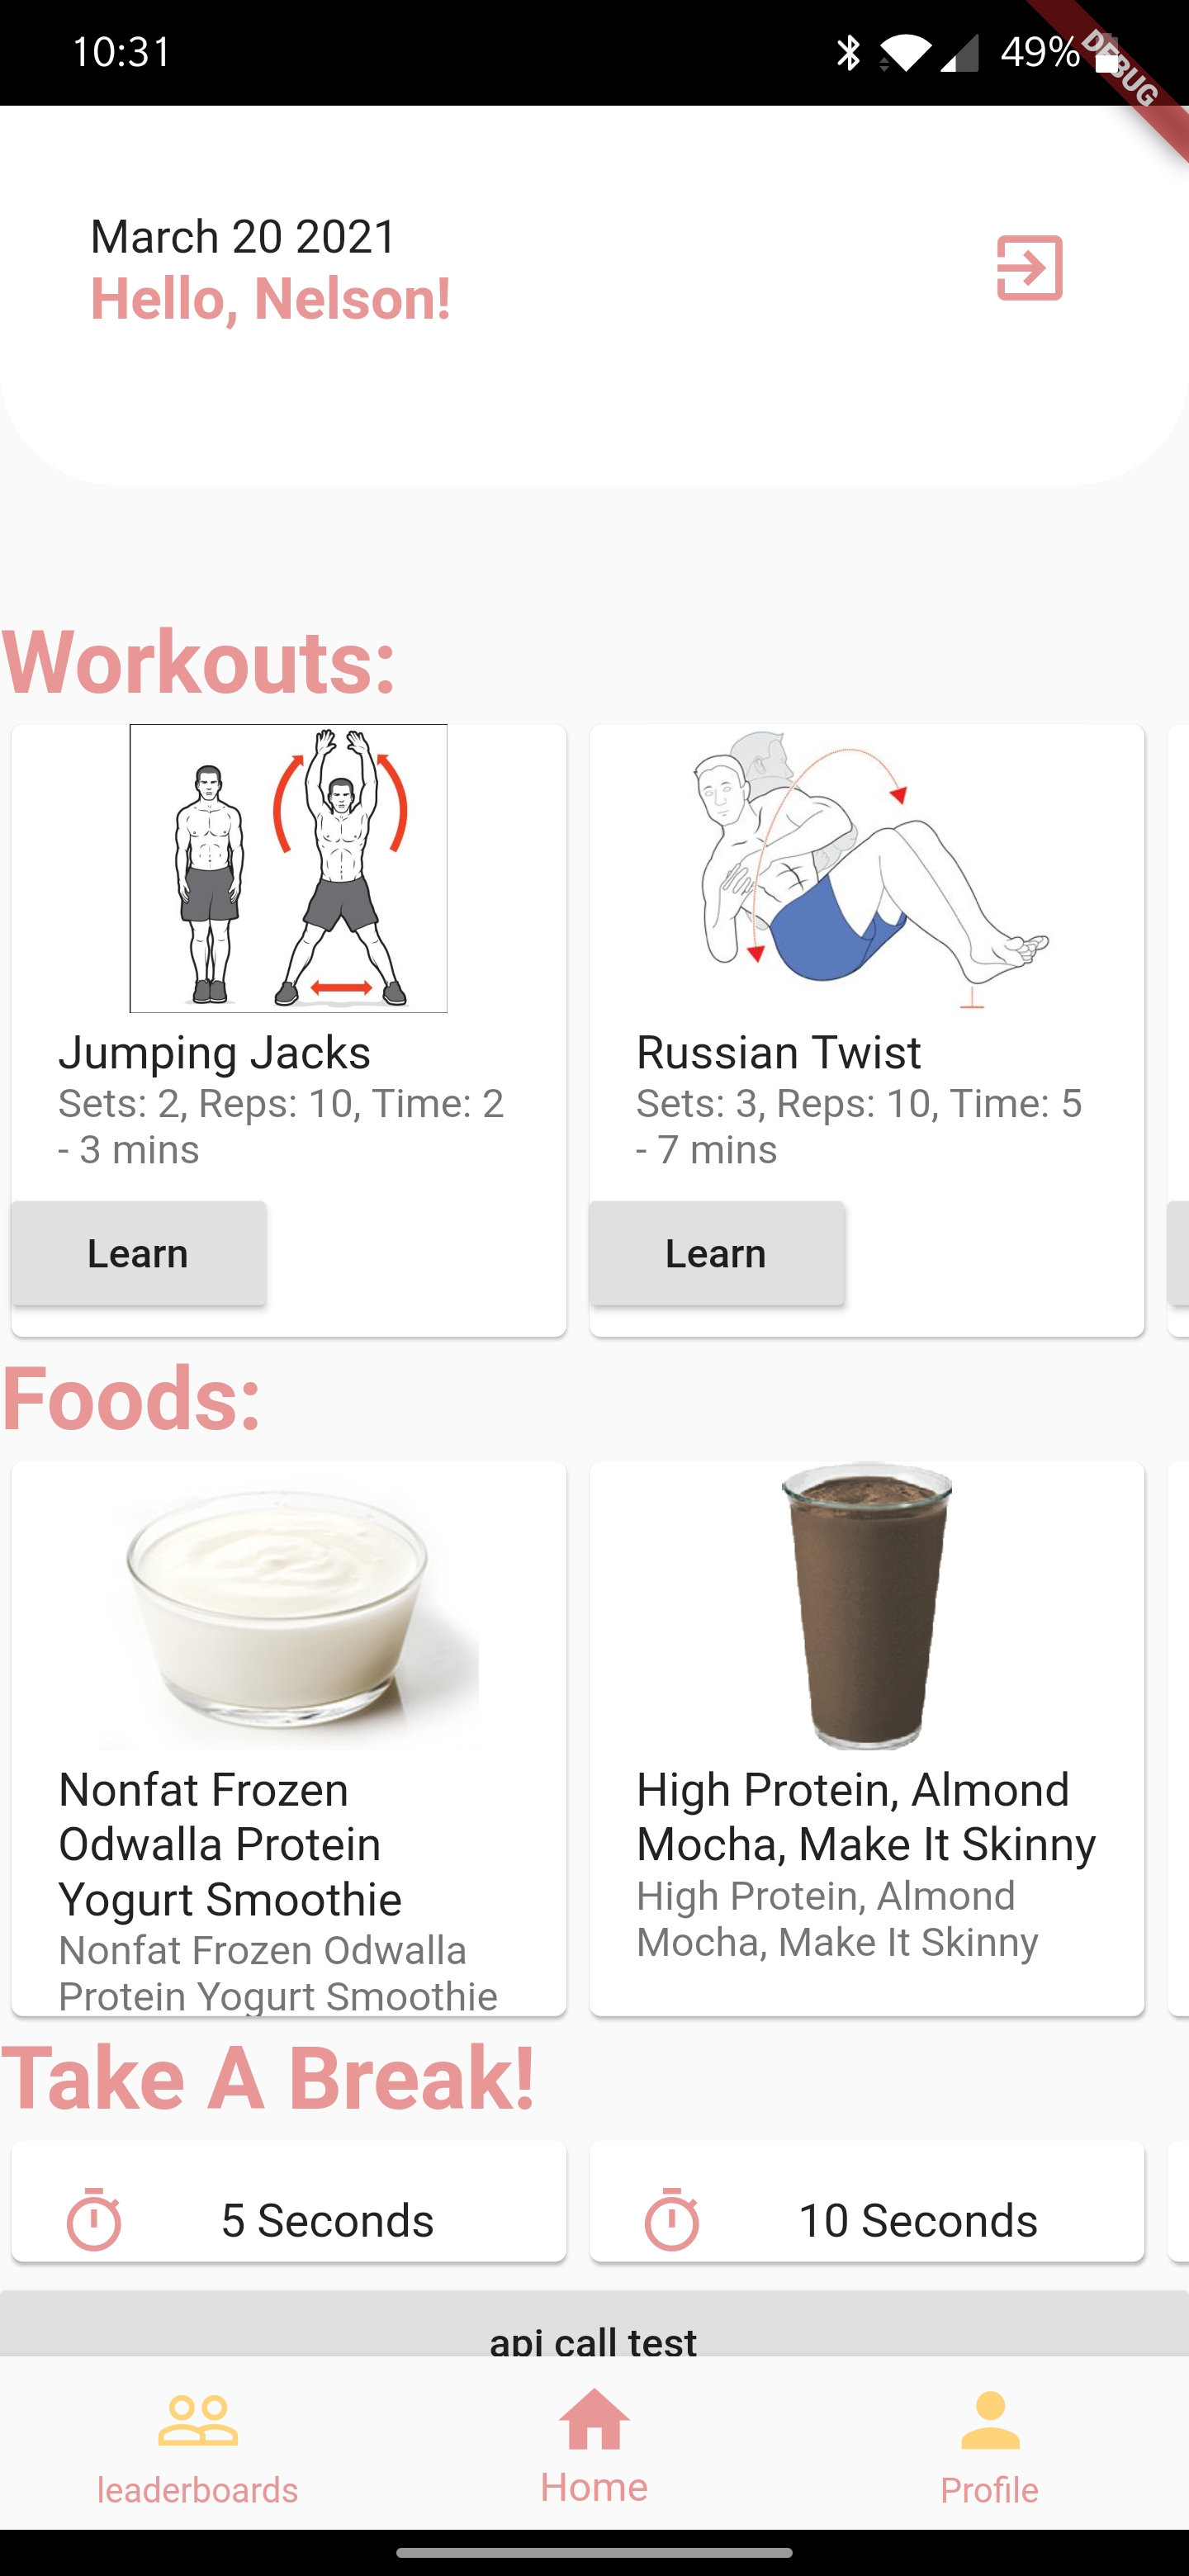 10:31
49%
DEBUG
March 20 2021
Hello, Nelson!
Workouts:
Jumping Jacks
Sets: 2, Reps: 10, Time: 2
- 3 mins
Learn
Russian Twist
Sets: 3, Reps: 10, Time: 5
- 7 mins
Learn
Foods:
Nonfat Frozen
Odwalla Protein
Yogurt Smoothie
Nonfat Frozen Odwalla
Protein Yogurt Smoothie
High Protein, Almond
Mocha, Make It Skinny
High Protein, Almond
Mocha, Make It Skinny
Take A Break!
5 Seconds
10 Seconds
api call test
leaderboards
Home
Profile